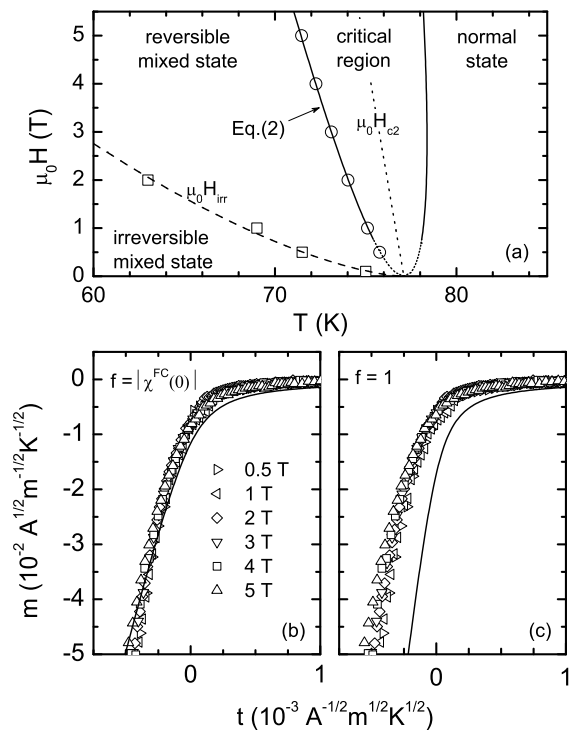 reversible mixed state
critical region
normal state
Eq.(2)
μ0Hc2
μ0Hirr
irreversible mixed state
(a)
5
4
3
2
1
0
μ0H (T)
60
70
80
T (K)
f = |χFC(0)|
f = 1
0
-1
-2
-3
-4
-5
m (10-2 A1/2m-1/2K-1/2)
0.5 T
1 T
2 T
3 T
4 T
5 T
(b)
(c)
0
1
0
1
t (10-3 A-1/2m1/2K1/2)